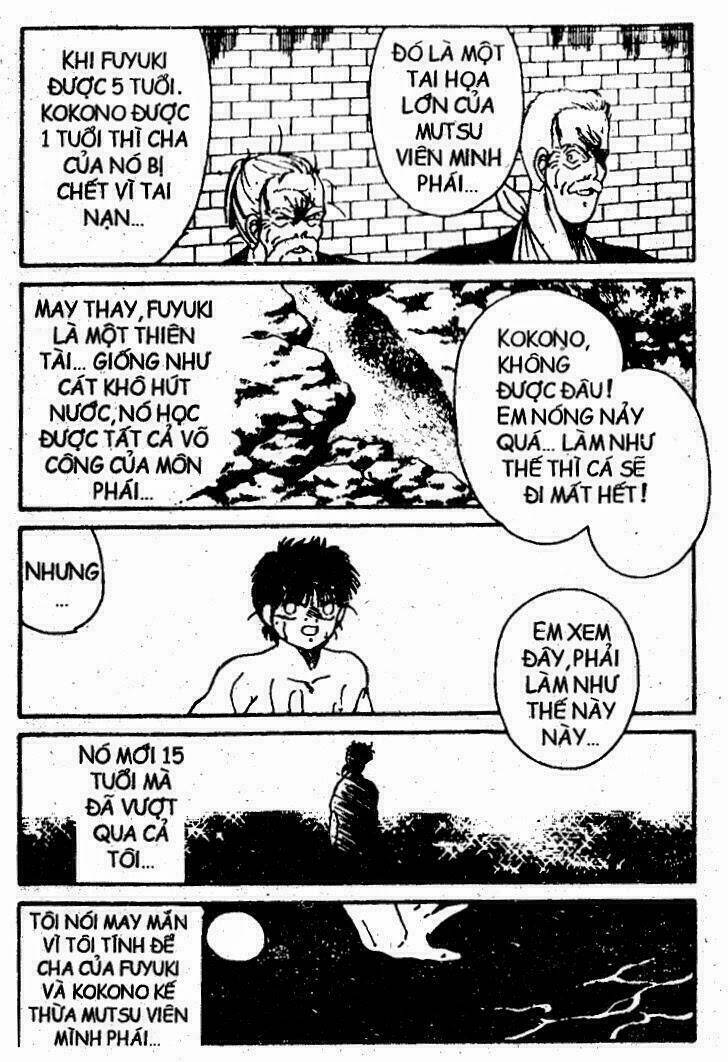 KHI FUYUKI
ĐƯỢC 5 TUỔI.
KOKONO ĐƯỢC
1 TUỔI THÌ CHA
CỦA NÓ BỊ
CHẾT VÌ TAI
NẠN...
ĐÓ LÀ MỘT
TAI HỌA
LỚN CỦA
MUTSU
VIÊN MINH
PHÁI...
MAY THAY, FUYUKI
LÀ MỘT THIÊN
TÀI... GIỐNG NHƯ
CÁT KHÔ HÚT
NƯỚC, NÓ HỌC
ĐƯỢC TẤT CẢ VÕ
CÔNG CỦA MÔN
PHÁI...
KOKONO,
KHÔNG
ĐƯỢC ĐÂU!
EM NÓNG NẢY
QUÁ... LÀM NHƯ
THẾ THÌ CÁ SẼ
ĐI MẤT HẾT!
NHƯNG
...
EM XEM
ĐÂY, PHẢI
LÀM NHƯ
THẾ NÀY
NÀY...
NÓ MỚI 15
TUỔI MÀ
ĐÃ VƯỢT
QUA CẢ
TÔI...
TÔI NÓI MAY MẮN
VÌ TÔI TÍNH ĐỂ
CHA CỦA FUYUKI
VÀ KOKONO KẾ
THỪA MUTSU VIÊN
MÌNH PHÁI...